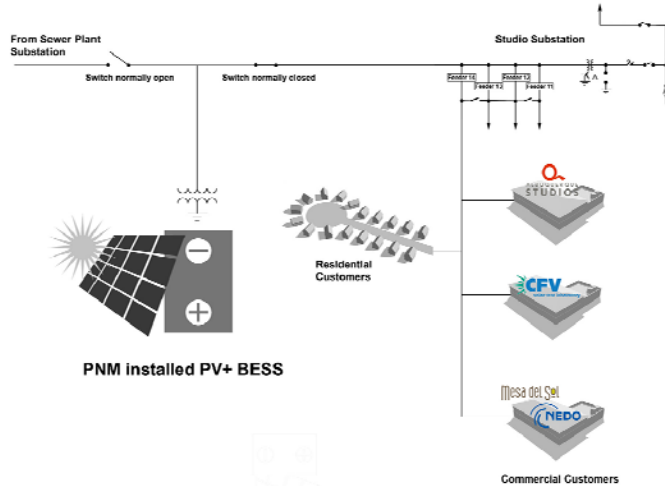 From Sewer Plant
Substation
Studio Substation
Switch normally open
Switch normally closed
Feeder 14
Feeder 13
Feeder 12
Feeder 11
ALBUQUERQUE
STUDIOS
Residential
Customers
CFV
PNM installed PV+ BESS
Mesa del Sol
NEDO
Commercial Customers